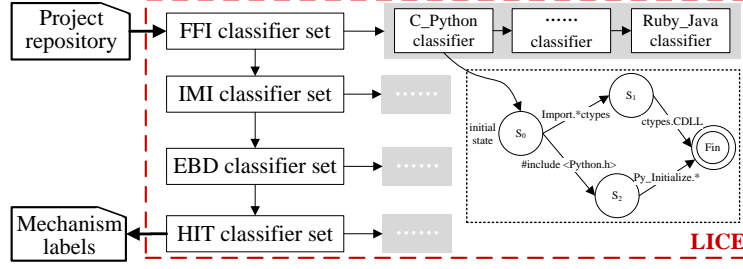 Project
repository
FFI classifier set
C_Python
classifier
······
classifier
Ruby_Java
classifier
IMI classifier set
······
initial
state
S0
Import.*ctypes
S1
ctypes.CDLL
Fin
#include <Python.h>
S2
Py_Initialize.*
EBD classifier set
······
Mechanism
labels
HIT classifier set
······
LICE